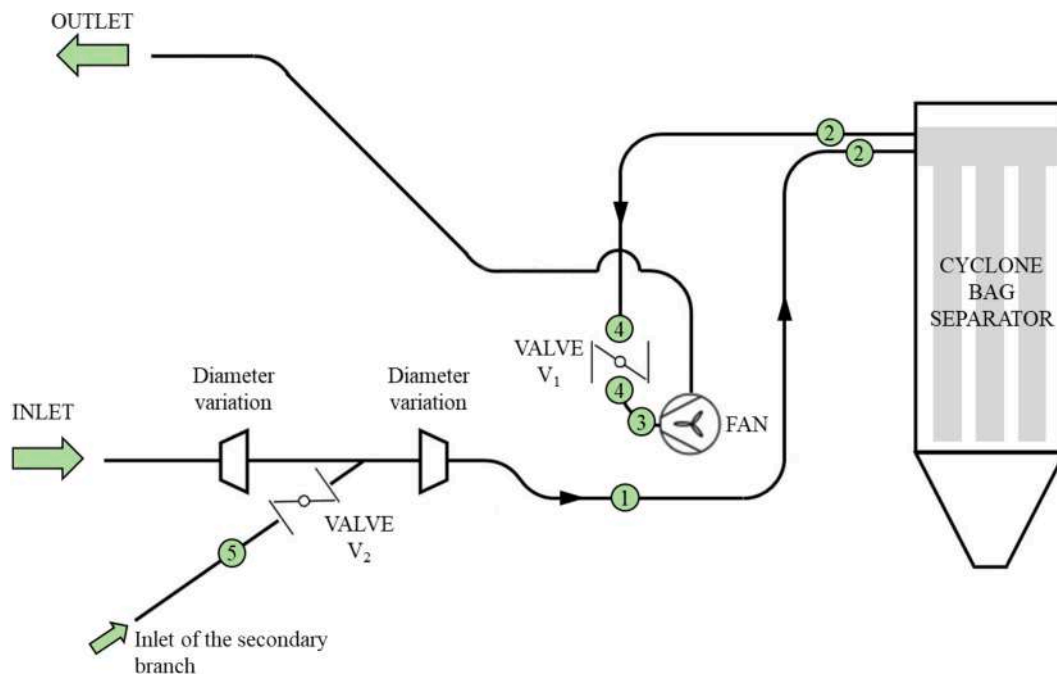 OUTLET
2
2
CYCLONE
BAG
SEPARATOR
4
VALVE
V₁
4
3
FAN
Diameter
variation
Diameter
variation
INLET
1
VALVE
V₂
5
Inlet of the secondary
branch